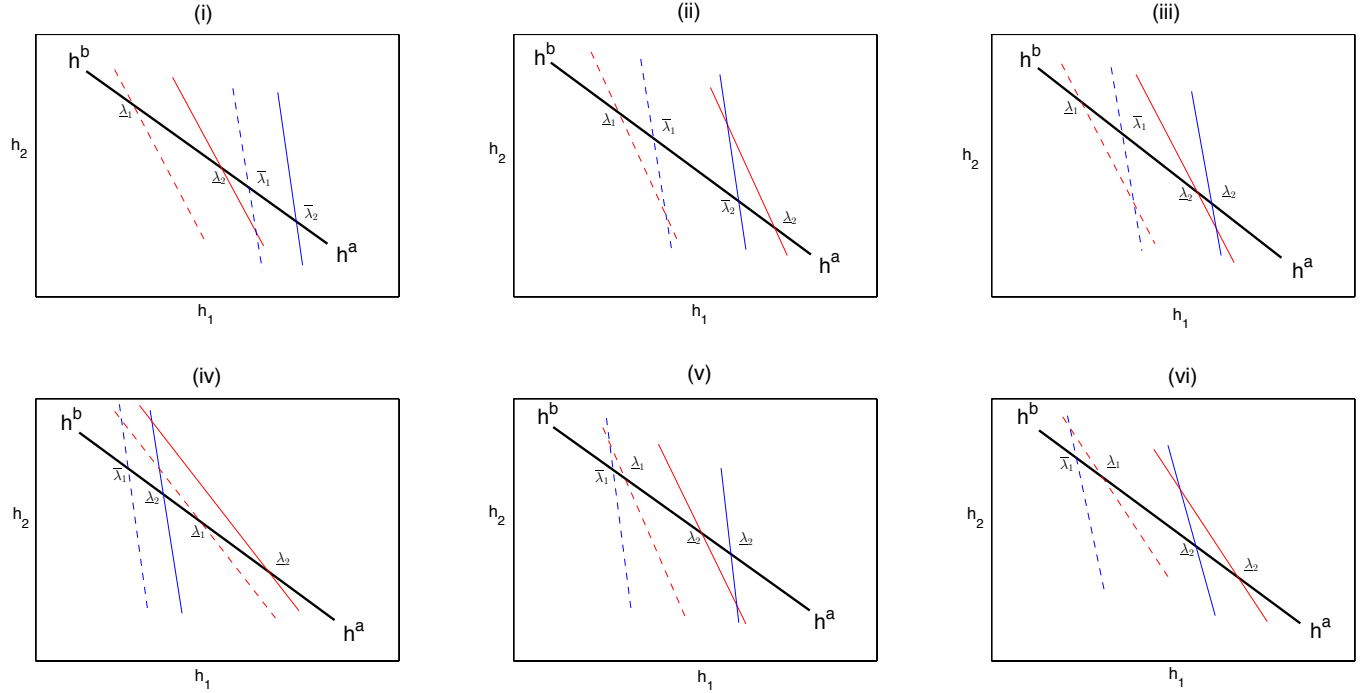 (i)
h^b
λ̲_1
λ̲_2
λ̅_1
λ̅_2
h^a
h_2
h_1
(ii)
h^b
λ̲_1
λ̅_1
λ̅_2
λ̲_2
h^a
h_2
h_1
(iii)
h^b
λ̲_1
λ̅_1
λ̲_2
λ̲_2
h^a
h_2
h_1
(iv)
h^b
λ̅_1
λ̲_2
λ̲_1
λ̲_2
h^a
h_2
h_1
(v)
h^b
λ̅_1
λ̲_1
λ̲_2
λ̲_2
h^a
h_2
h_1
(vi)
h^b
λ̅_1
λ̲_1
λ̲_2
λ̲_2
h^a
h_2
h_1